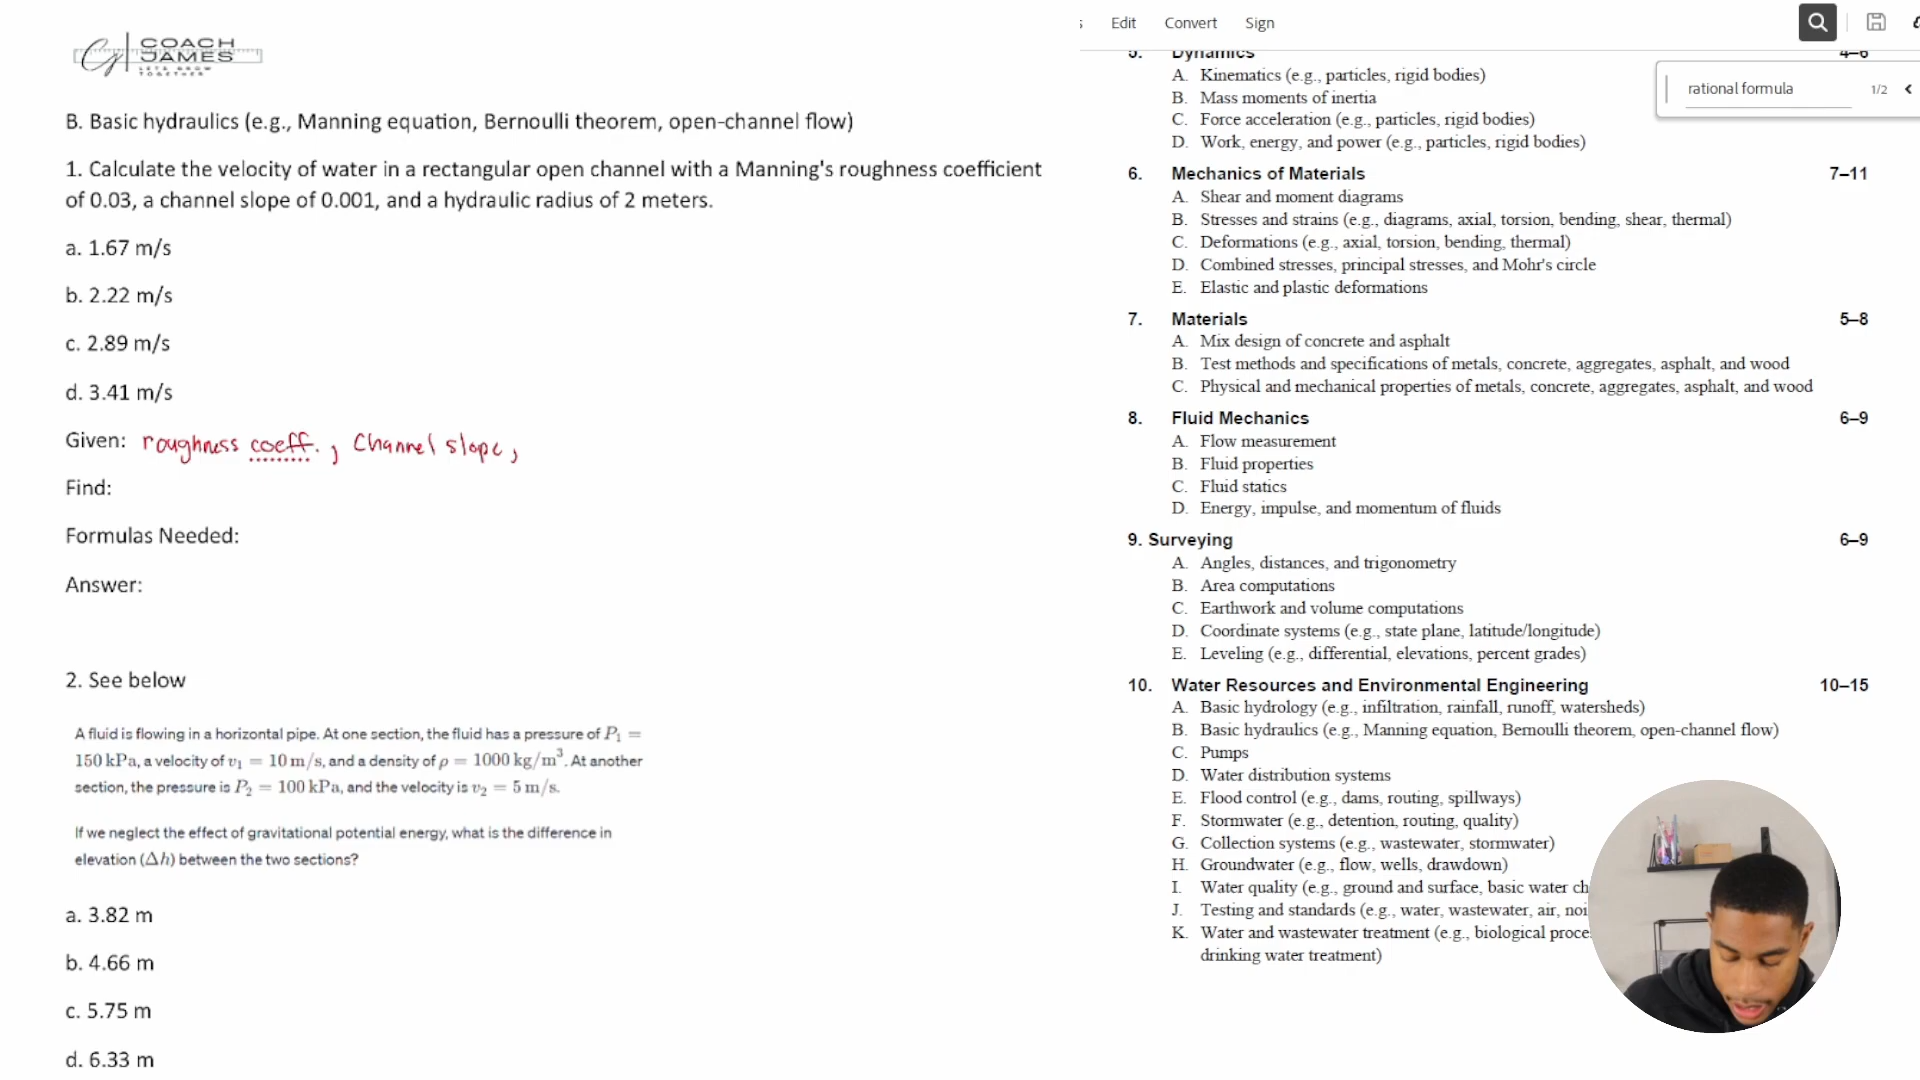 COACH
JAMES
LETS GROW
TOGETHER
B. Basic hydraulics (e.g., Manning equation, Bernoulli theorem, open-channel flow)
1. Calculate the velocity of water in a rectangular open channel with a Manning's roughness coefficient
of 0.03, a channel slope of 0.001, and a hydraulic radius of 2 meters.
a. 1.67 m/s
b. 2.22 m/s
c. 2.89 m/s
d. 3.41 m/s
Given: roughness coeff., Channel slope,
Find:
Formulas Needed:
Answer:
2. See below
A fluid is flowing in a horizontal pipe. At one section, the fluid has a pressure of P₁ =
150 kPa, a velocity of v₁ = 10 m/s, and a density of ρ = 1000 kg/m³. At another
section, the pressure is P₂ = 100 kPa, and the velocity is v₂ = 5 m/s.
If we neglect the effect of gravitational potential energy, what is the difference in
elevation (Δh) between the two sections?
a. 3.82 m
b. 4.66 m
c. 5.75 m
d. 6.33 m
Edit Convert Sign
rational formula 1/2
5. Dynamics 4–6
A. Kinematics (e.g., particles, rigid bodies)
B. Mass moments of inertia
C. Force acceleration (e.g., particles, rigid bodies)
D. Work, energy, and power (e.g., particles, rigid bodies)
6. Mechanics of Materials 7–11
A. Shear and moment diagrams
B. Stresses and strains (e.g., diagrams, axial, torsion, bending, shear, thermal)
C. Deformations (e.g., axial, torsion, bending, thermal)
D. Combined stresses, principal stresses, and Mohr's circle
E. Elastic and plastic deformations
7. Materials 5–8
A. Mix design of concrete and asphalt
B. Test methods and specifications of metals, concrete, aggregates, asphalt, and wood
C. Physical and mechanical properties of metals, concrete, aggregates, asphalt, and wood
8. Fluid Mechanics 6–9
A. Flow measurement
B. Fluid properties
C. Fluid statics
D. Energy, impulse, and momentum of fluids
9. Surveying 6–9
A. Angles, distances, and trigonometry
B. Area computations
C. Earthwork and volume computations
D. Coordinate systems (e.g., state plane, latitude/longitude)
E. Leveling (e.g., differential, elevations, percent grades)
10. Water Resources and Environmental Engineering 10–15
A. Basic hydrology (e.g., infiltration, rainfall, runoff, watersheds)
B. Basic hydraulics (e.g., Manning equation, Bernoulli theorem, open-channel flow)
C. Pumps
D. Water distribution systems
E. Flood control (e.g., dams, routing, spillways)
F. Stormwater (e.g., detention, routing, quality)
G. Collection systems (e.g., wastewater, stormwater)
H. Groundwater (e.g., flow, wells, drawdown)
I. Water quality (e.g., ground and surface, basic water ch
J. Testing and standards (e.g., water, wastewater, air, noi
K. Water and wastewater treatment (e.g., biological proce
drinking water treatment)